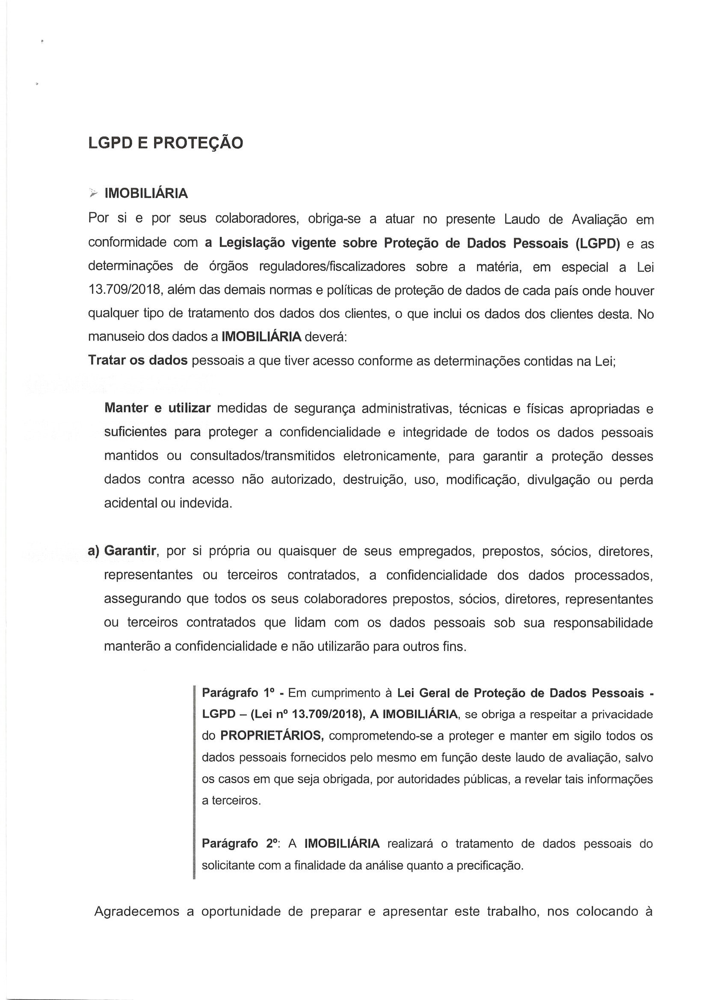 LGPD E PROTEÇÃO
➢ IMOBILIÁRIA
Por si e por seus colaboradores, obriga-se a atuar no presente Laudo de Avaliação em
conformidade com a Legislação vigente sobre Proteção de Dados Pessoais (LGPD) e as
determinações de órgãos reguladores/fiscalizadores sobre a matéria, em especial a Lei
13.709/2018, além das demais normas e políticas de proteção de dados de cada país onde houver
qualquer tipo de tratamento dos dados dos clientes, o que inclui os dados dos clientes desta. No
manuseio dos dados a IMOBILIÁRIA deverá:
Tratar os dados pessoais a que tiver acesso conforme as determinações contidas na Lei;
Manter e utilizar medidas de segurança administrativas, técnicas e físicas apropriadas e
suficientes para proteger a confidencialidade e integridade de todos os dados pessoais
mantidos ou consultados/transmitidos eletronicamente, para garantir a proteção desses
dados contra acesso não autorizado, destruição, uso, modificação, divulgação ou perda
acidental ou indevida.
a) Garantir, por si própria ou quaisquer de seus empregados, prepostos, sócios, diretores,
representantes ou terceiros contratados, a confidencialidade dos dados processados,
assegurando que todos os seus colaboradores prepostos, sócios, diretores, representantes
ou terceiros contratados que lidam com os dados pessoais sob sua responsabilidade
manterão a confidencialidade e não utilizarão para outros fins.
Parágrafo 1º - Em cumprimento à Lei Geral de Proteção de Dados Pessoais -
LGPD – (Lei nº 13.709/2018), A IMOBILIÁRIA, se obriga a respeitar a privacidade
do PROPRIETÁRIOS, comprometendo-se a proteger e manter em sigilo todos os
dados pessoais fornecidos pelo mesmo em função deste laudo de avaliação, salvo
os casos em que seja obrigada, por autoridades públicas, a revelar tais informações
a terceiros.
Parágrafo 2º: A IMOBILIÁRIA realizará o tratamento de dados pessoais do
solicitante com a finalidade da análise quanto a precificação.
Agradecemos a oportunidade de preparar e apresentar este trabalho, nos colocando à